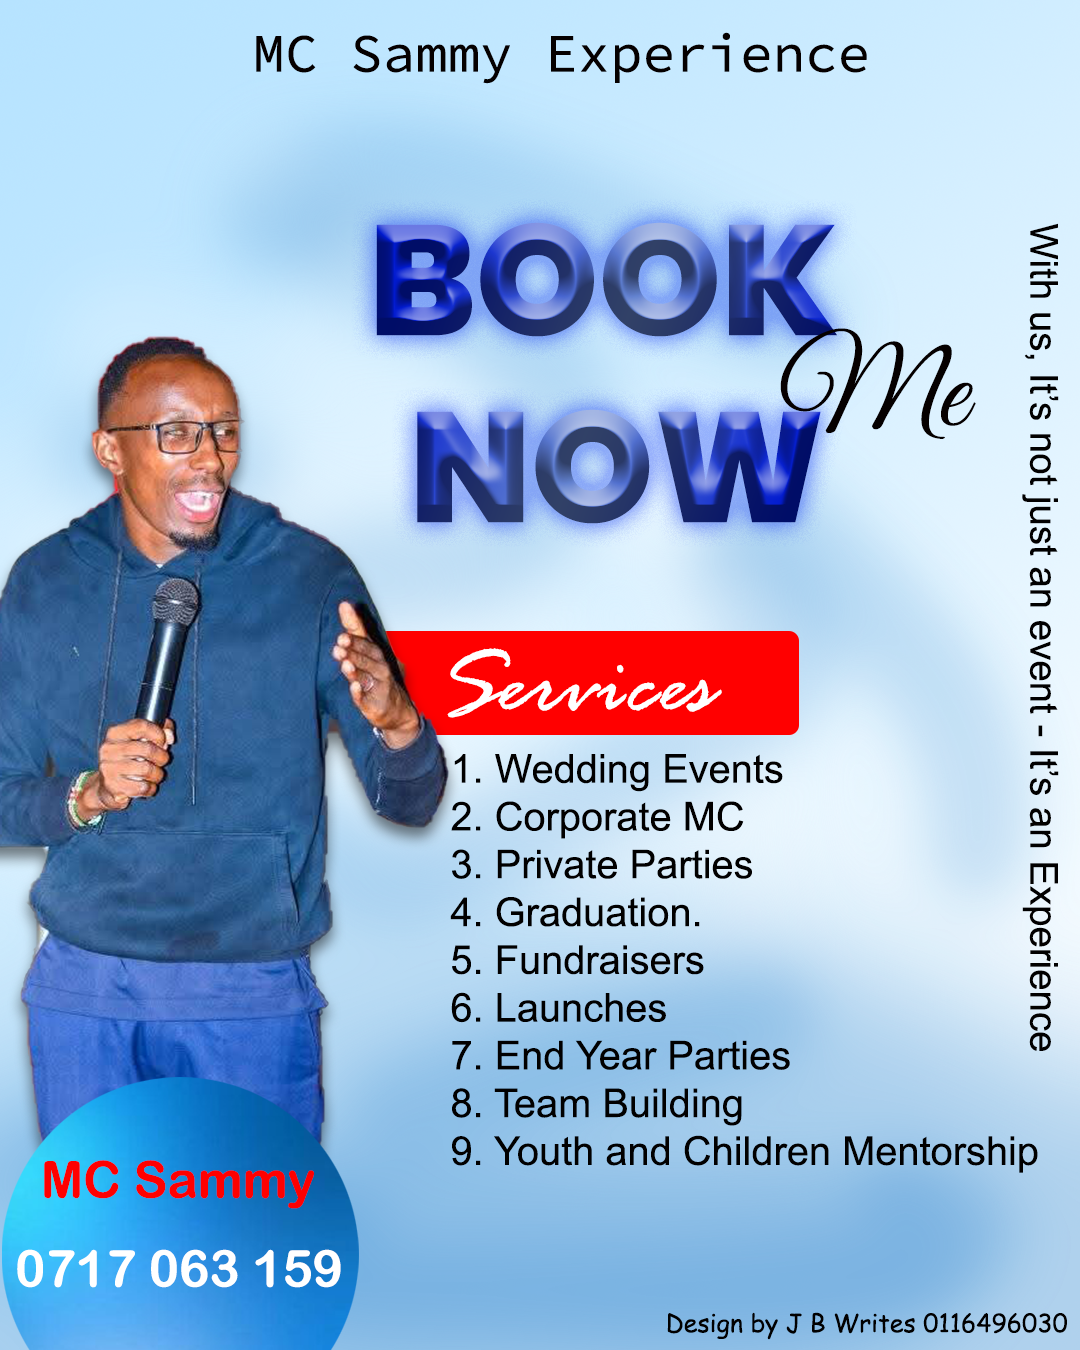 MC Sammy Experience
BOOK
Me
NOW
With us, It's not just an event - It's an Experience
Services
1. Wedding Events
2. Corporate MC
3. Private Parties
4. Graduation.
5. Fundraisers
6. Launches
7. End Year Parties
8. Team Building
9. Youth and Children Mentorship
MC Sammy
0717 063 159
Design by J B Writes 0116496030